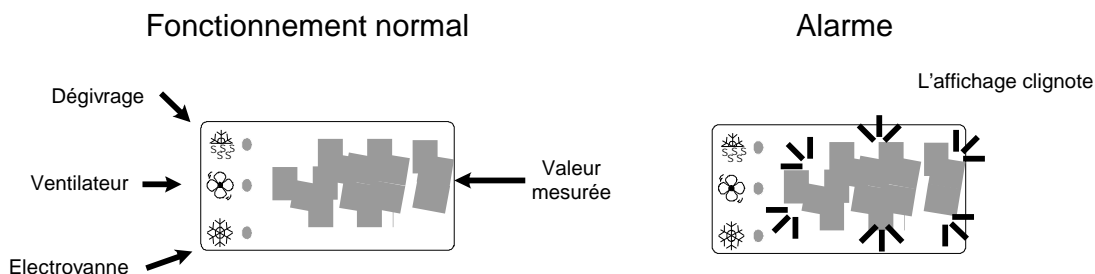 Fonctionnement normal
Alarme
L'affichage clignote
Dégivrage
Ventilateur
Valeur
mesurée
Electrovanne